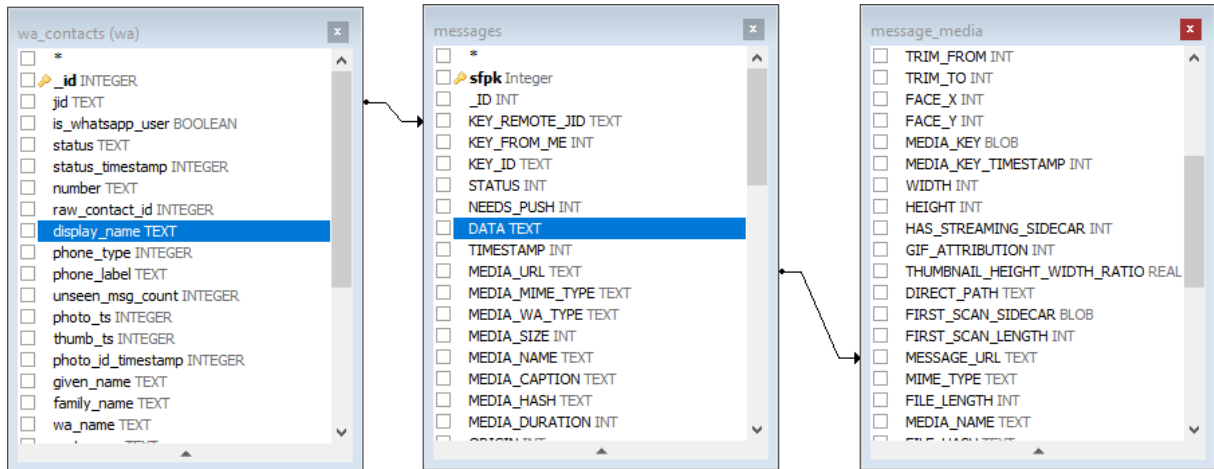 wa_contacts (wa)
x
*
_id INTEGER
jid TEXT
is_whatsapp_user BOOLEAN
status TEXT
status_timestamp INTEGER
number TEXT
raw_contact_id INTEGER
display_name TEXT
phone_type INTEGER
phone_label TEXT
unseen_msg_count INTEGER
photo_ts INTEGER
thumb_ts INTEGER
photo_id_timestamp INTEGER
given_name TEXT
family_name TEXT
wa_name TEXT
messages
x
*
sfpk Integer
_ID INT
KEY_REMOTE_JID TEXT
KEY_FROM_ME INT
KEY_ID TEXT
STATUS INT
NEEDS_PUSH INT
DATA TEXT
TIMESTAMP INT
MEDIA_URL TEXT
MEDIA_MIME_TYPE TEXT
MEDIA_WA_TYPE TEXT
MEDIA_SIZE INT
MEDIA_NAME TEXT
MEDIA_CAPTION TEXT
MEDIA_HASH TEXT
MEDIA_DURATION INT
ORIGIN INT
message_media
x
TRIM_FROM INT
TRIM_TO INT
FACE_X INT
FACE_Y INT
MEDIA_KEY BLOB
MEDIA_KEY_TIMESTAMP INT
WIDTH INT
HEIGHT INT
HAS_STREAMING_SIDECAR INT
GIF_ATTRIBUTION INT
THUMBNAIL_HEIGHT_WIDTH_RATIO REAL
DIRECT_PATH TEXT
FIRST_SCAN_SIDECAR BLOB
FIRST_SCAN_LENGTH INT
MESSAGE_URL TEXT
MIME_TYPE TEXT
FILE_LENGTH INT
MEDIA_NAME TEXT
FILE_HASH TEXT